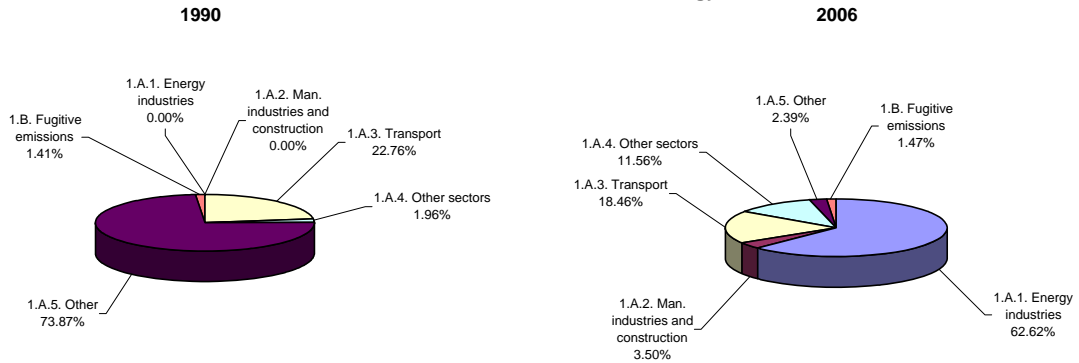 1990
1.A.1. Energy
industries
0.00%
1.A.2. Man.
industries and
construction
0.00%
1.B. Fugitive
emissions
1.41%
1.A.3. Transport
22.76%
1.A.4. Other sectors
1.96%
1.A.5. Other
73.87%
2006
1.A.5. Other
2.39%
1.B. Fugitive
emissions
1.47%
1.A.4. Other sectors
11.56%
1.A.3. Transport
18.46%
1.A.2. Man.
industries and
construction
3.50%
1.A.1. Energy
industries
62.62%